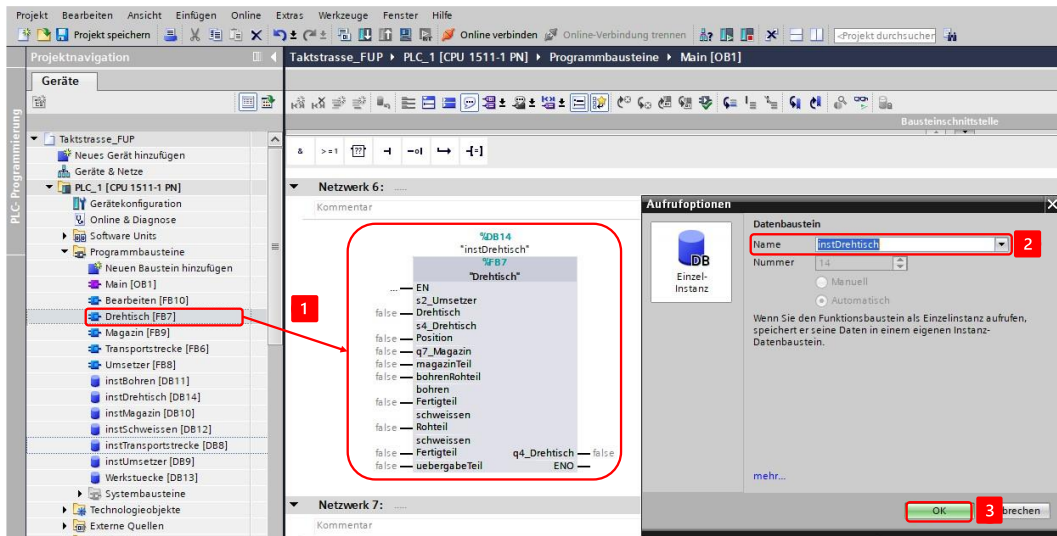 Projekt Bearbeiten Ansicht Einfügen Online Extras Werkzeuge Fenster Hilfe
Projekt speichern Online verbinden Online-Verbindung trennen <Projekt durchsuchen
Projektnavigation
Taktstrasse_FUP PLC_1 [CPU 1511-1 PN] Programmbausteine Main [OB1]
Geräte
PLC-Programmierung
Bausteinschnittstelle
Taktstrasse_FUP
Neues Gerät hinzufügen
Geräte & Netze
PLC_1 [CPU 1511-1 PN]
Gerätekonfiguration
Online & Diagnose
Software Units
Programmbausteine
Neuen Baustein hinzufügen
Main [OB1]
Bearbeiten [FB10]
Drehtisch [FB7]
Magazin [FB9]
Transportstrecke [FB6]
Umsetzer [FB8]
instBohren [DB11]
instDrehtisch [DB14]
instMagazin [DB10]
instSchweissen [DB12]
instTransportstrecke [DB8]
instUmsetzer [DB9]
Werkstuecke [DB13]
Systembausteine
Technologieobjekte
Externe Quellen
1
& >=1 ?? -| -o| [=]
Netzwerk 6: .....
Kommentar
%DB14
"instDrehtisch"
%FB7
"Drehtisch"
... EN
s2_Umsetzer
false Drehtisch
s4_Drehtisch
false Position
false q7_Magazin
false magazinTeil
false bohrenRohteil
bohren
false Fertigteil
schweissen
false Rohteil
schweissen
false Fertigteil q4_Drehtisch false
false uebergabeTeil ENO
Netzwerk 7: .....
Kommentar
Aufrufoptionen X
DB
Einzel-
Instanz
Datenbaustein
Name instDrehtisch 2
Nummer 14
Manuell
Automatisch
Wenn Sie den Funktionsbaustein als Einzelinstanz aufrufen,
speichert er seine Daten in einem eigenen Instanz-
Datenbaustein.
mehr...
OK 3 brechen